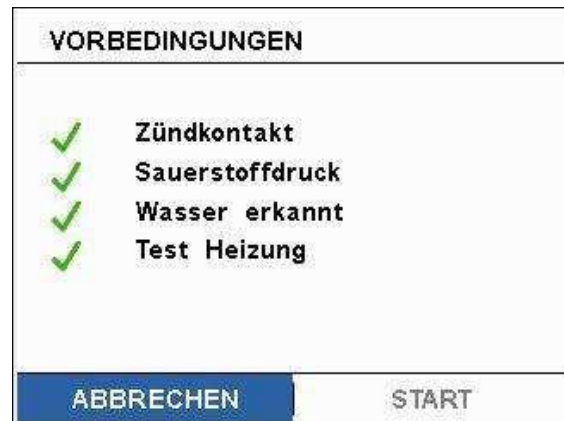 VORBEDINGUNGEN
Zündkontakt
Sauerstoffdruck
Wasser erkannt
Test Heizung
ABBRECHEN START